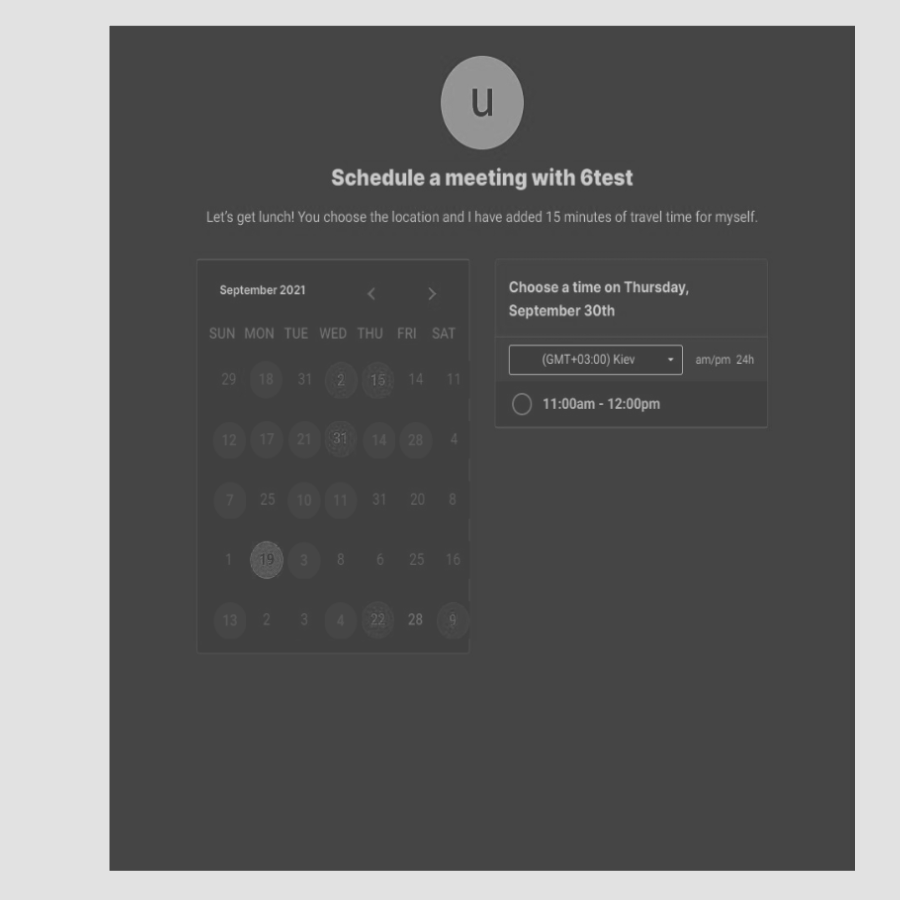 u
Schedule a meeting with 6test
Let's get lunch! You choose the location and I have added 15 minutes of travel time for myself.
September 2021
SUN MON TUE WED THU FRI SAT
29 18 31 2 15 14 11
12 17 21 31 14 28 4
7 25 10 11 31 20 8
1 19 3 8 6 25 16
13 2 3 4 22 28 9
Choose a time on Thursday,
September 30th
(GMT+03:00) Kiev am/pm 24h
11:00am - 12:00pm